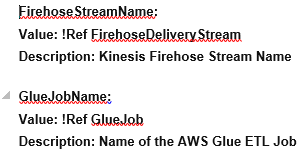 FirehoseStreamName:
Value: !Ref FirehoseDeliveryStream
Description: Kinesis Firehose Stream Name
GlueJobName:
Value: !Ref GlueJob
Description: Name of the AWS Glue ETL Job